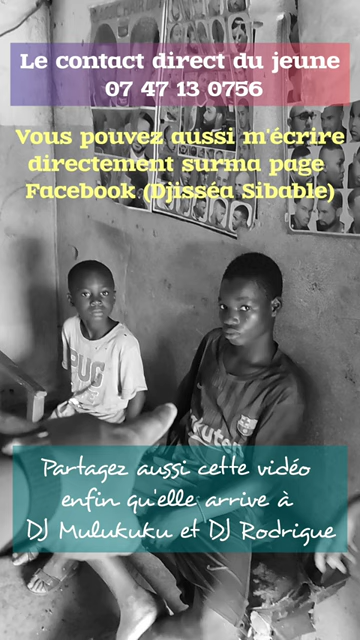 Le contact direct du jeune
07 47 13 0756
Vous pouvez aussi m'écrire
directement surma page
Facebook (Djisséa Sibable)
Partagez aussi cette vidéo
enfin qu'elle arrive à
DJ Mulukuku et DJ Rodrigue